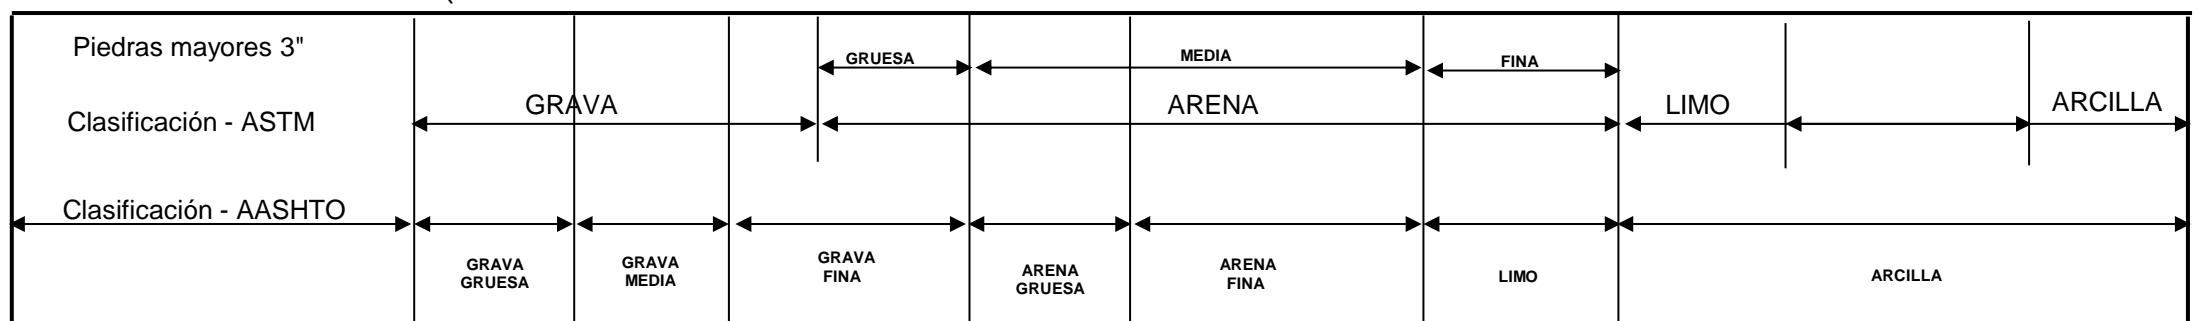 Piedras mayores 3"
GRUESA
MEDIA
FINA
GRAVA
ARENA
LIMO
ARCILLA
Clasificación - ASTM
Clasificación - AASHTO
GRAVA
GRUESA
GRAVA
MEDIA
GRAVA
FINA
ARENA
GRUESA
ARENA
FINA
LIMO
ARCILLA